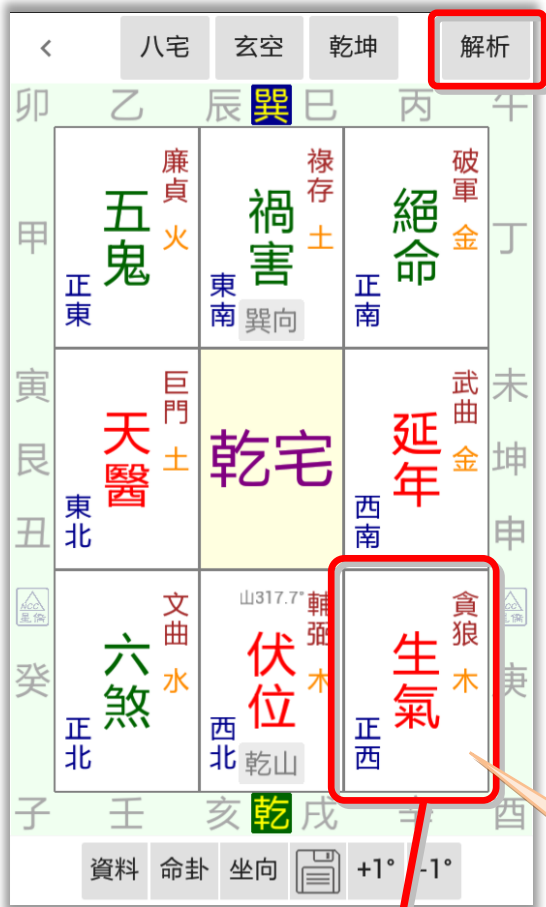 < 八宅 玄空 乾坤 解析
卯 乙 辰 巽 巳 丙 午
甲
寅
艮
丑
癸
子 壬 亥 乾 戌 辛 酉
丁
未
坤
申
庚
廉貞 火
五鬼
正東
祿存 土
禍害
東南
巽向
破軍 金
絕命
正南
巨門 土
天醫
東北
乾宅
武曲 金
延年
西南
文曲 水
六煞
正北
山317.7°
輔弼 木
伏位
西北
乾山
貪狼 木
生氣
正西
NCC
星僑
資料 命卦 坐向 +1° -1°